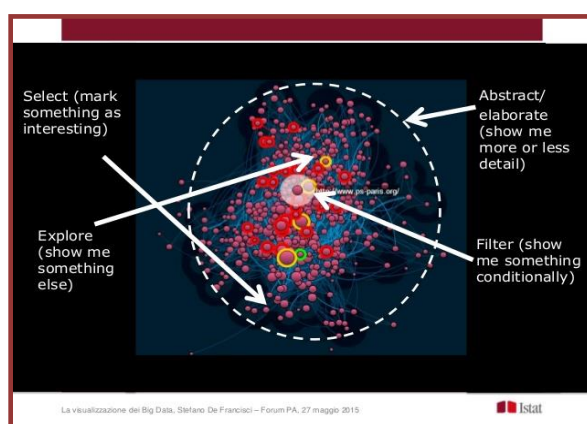 Select (mark
something as
interesting)
Abstract/
elaborate
(show me
more or less
detail)
http://www.ps-paris.org/
Explore
(show me
something
else)
Filter (show
me something
conditionally)
La visualizzazione dei Big Data, Stefano De Francisci – Forum PA, 27 maggio 2015
Istat